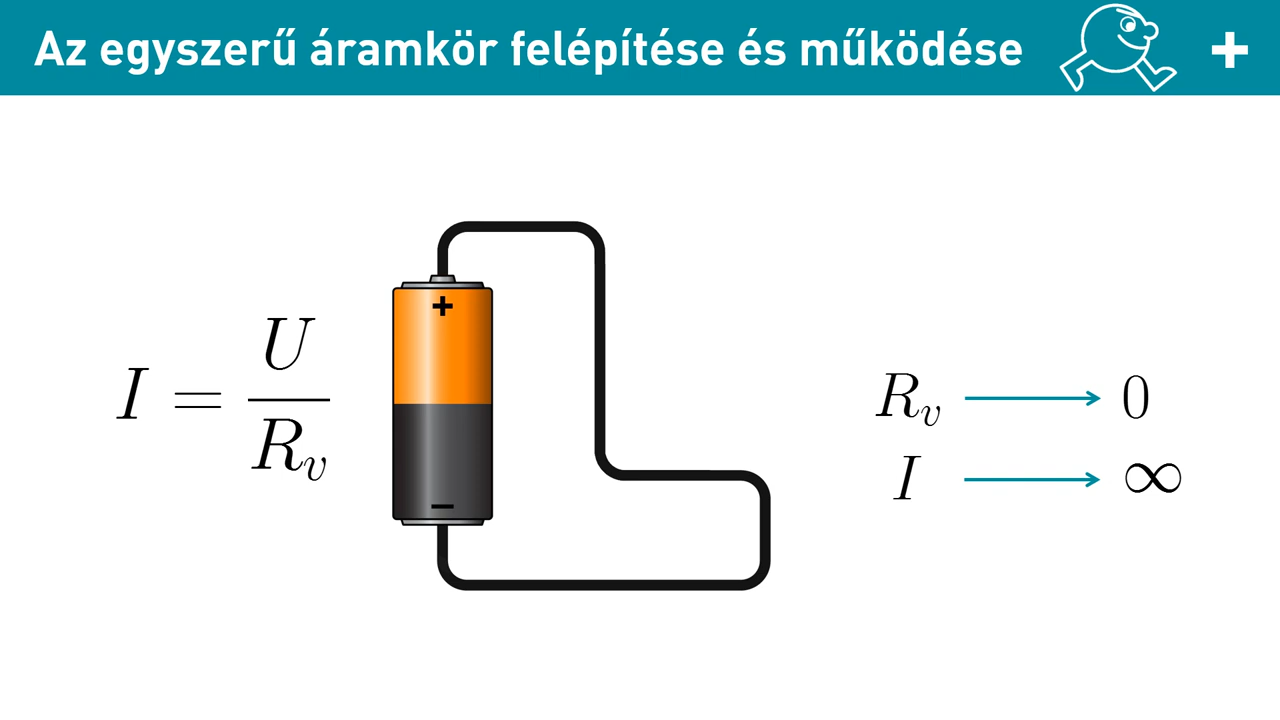 Az egyszerű áramkör felépítése és működése +
I = U / R_v
+
−
R_v → 0
I → ∞